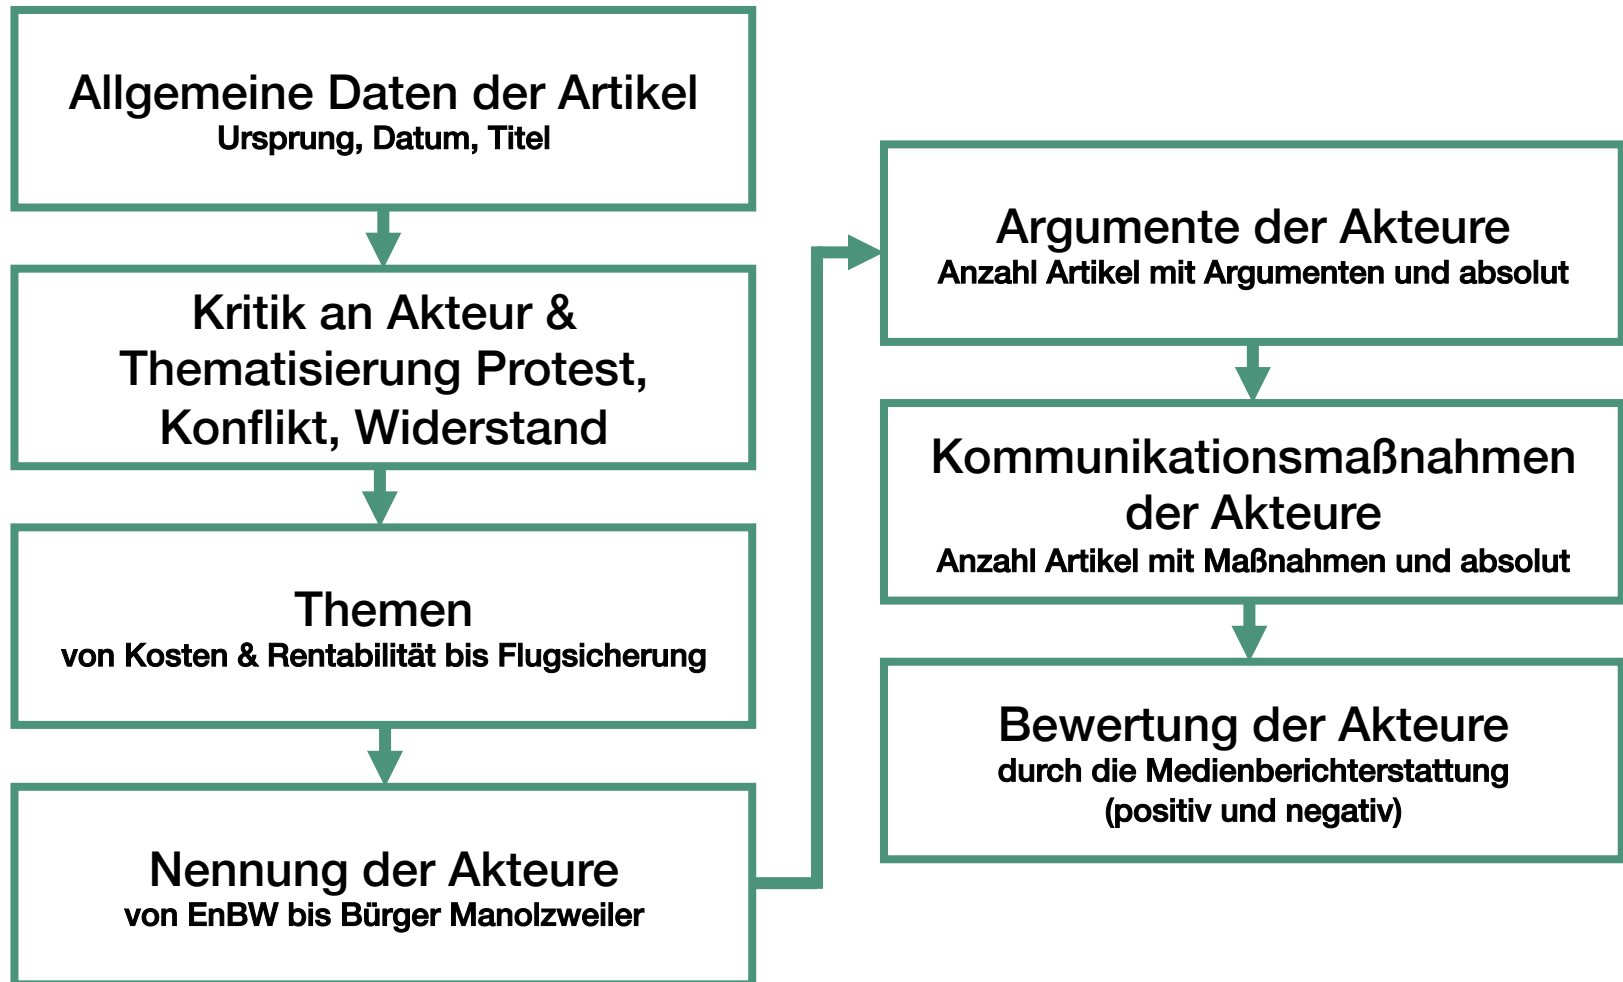 Allgemeine Daten der Artikel
Ursprung, Datum, Titel
Kritik an Akteur &
Thematisierung Protest,
Konflikt, Widerstand
Themen
von Kosten & Rentabilität bis Flugsicherung
Nennung der Akteure
von EnBW bis Bürger Manolzweiler
Argumente der Akteure
Anzahl Artikel mit Argumenten und absolut
Kommunikationsmaßnahmen
der Akteure
Anzahl Artikel mit Maßnahmen und absolut
Bewertung der Akteure
durch die Medienberichterstattung
(positiv und negativ)